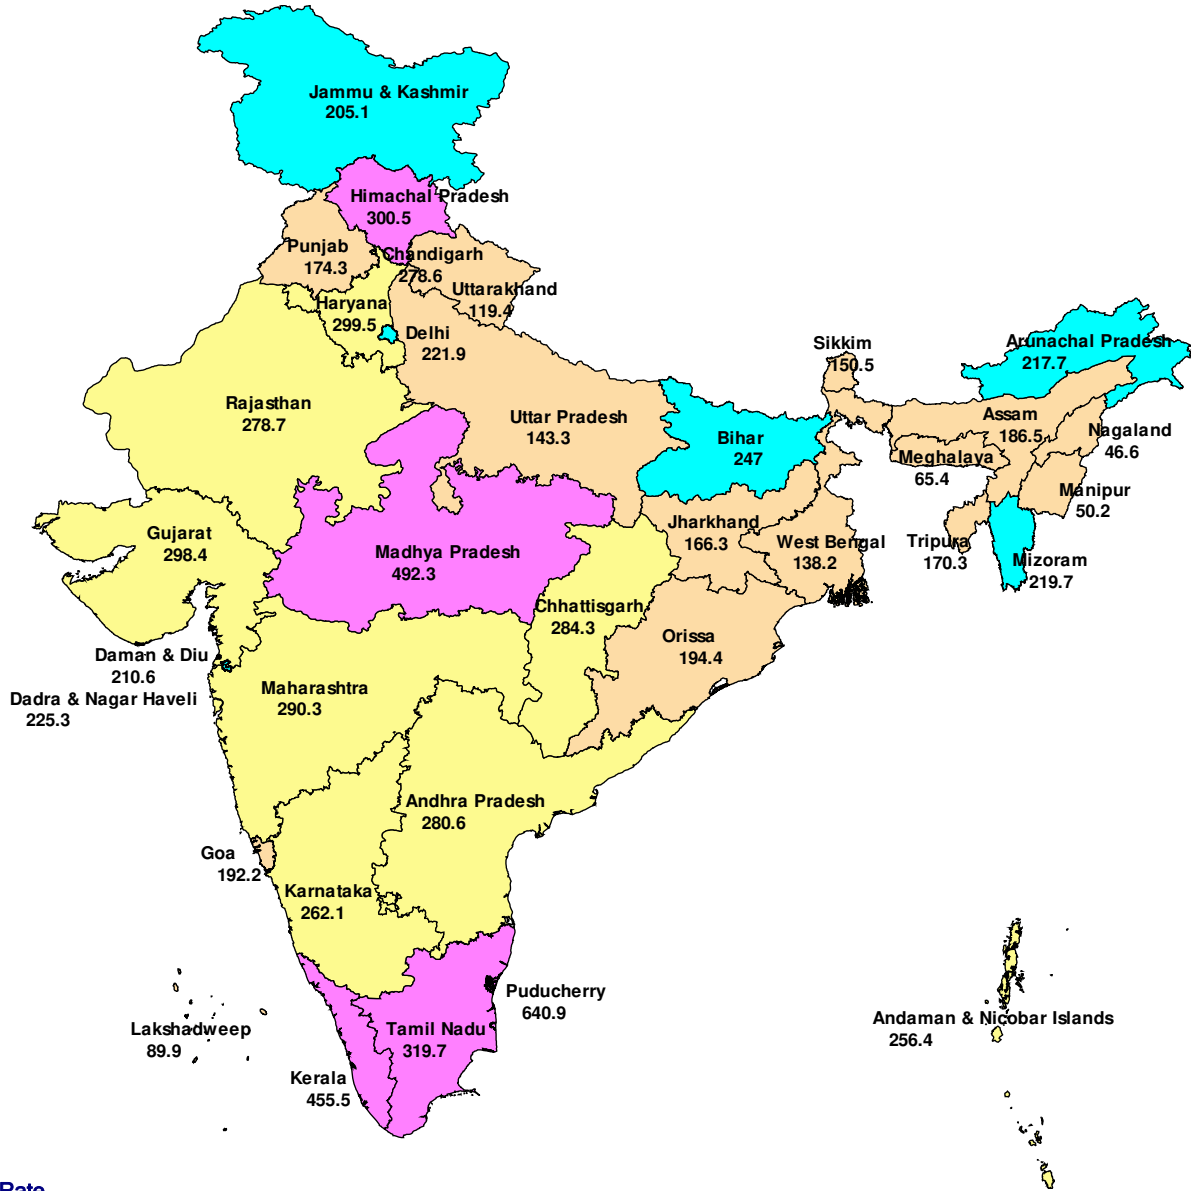 Jammu & Kashmir
205.1
Himachal Pradesh
300.5
Punjab
174.3
Chandigarh
278.6
Uttarakhand
119.4
Haryana
299.5
Delhi
221.9
Sikkim
150.5
Arunachal Pradesh
217.7
Rajasthan
278.7
Uttar Pradesh
143.3
Bihar
247
Assam
186.5
Nagaland
46.6
Meghalaya
65.4
Manipur
50.2
Gujarat
298.4
Madhya Pradesh
492.3
Jharkhand
166.3
West Bengal
138.2
Tripura
170.3
Mizoram
219.7
Chhattisgarh
284.3
Orissa
194.4
Daman & Diu
210.6
Dadra & Nagar Haveli
225.3
Maharashtra
290.3
Andhra Pradesh
280.6
Goa
192.2
Karnataka
262.1
Puducherry
640.9
Lakshadweep
89.9
Tamil Nadu
319.7
Andaman & Nicobar Islands
256.4
Kerala
455.5
Rate